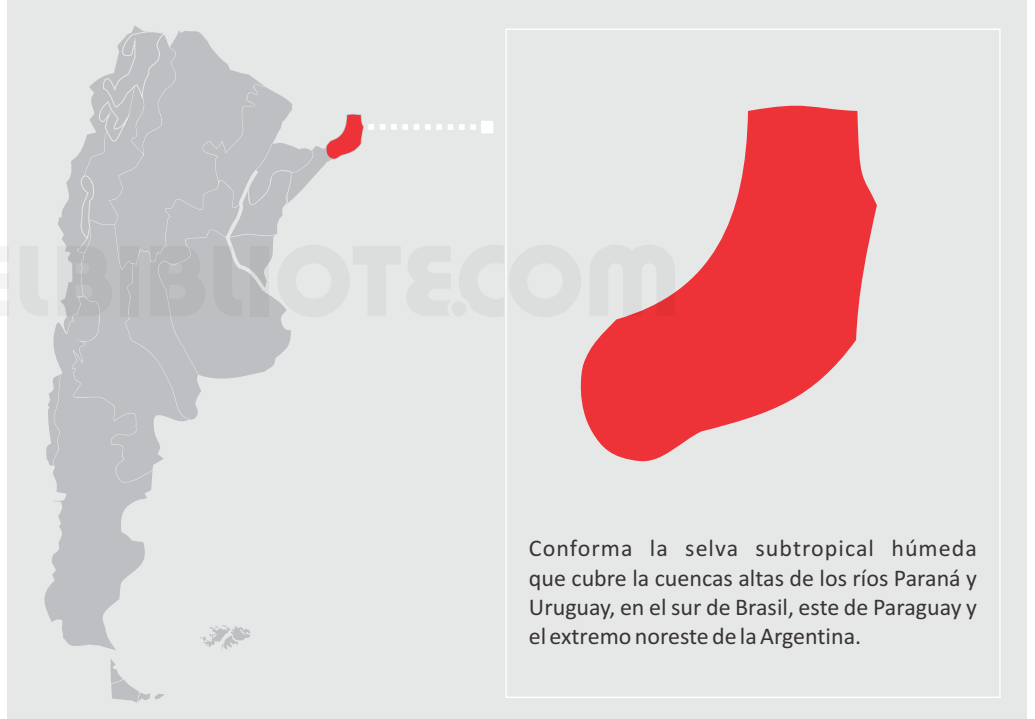 ELBIBLIOTE.COM
Conforma la selva subtropical húmeda
que cubre la cuencas altas de los ríos Paraná y
Uruguay, en el sur de Brasil, este de Paraguay y
el extremo noreste de la Argentina.